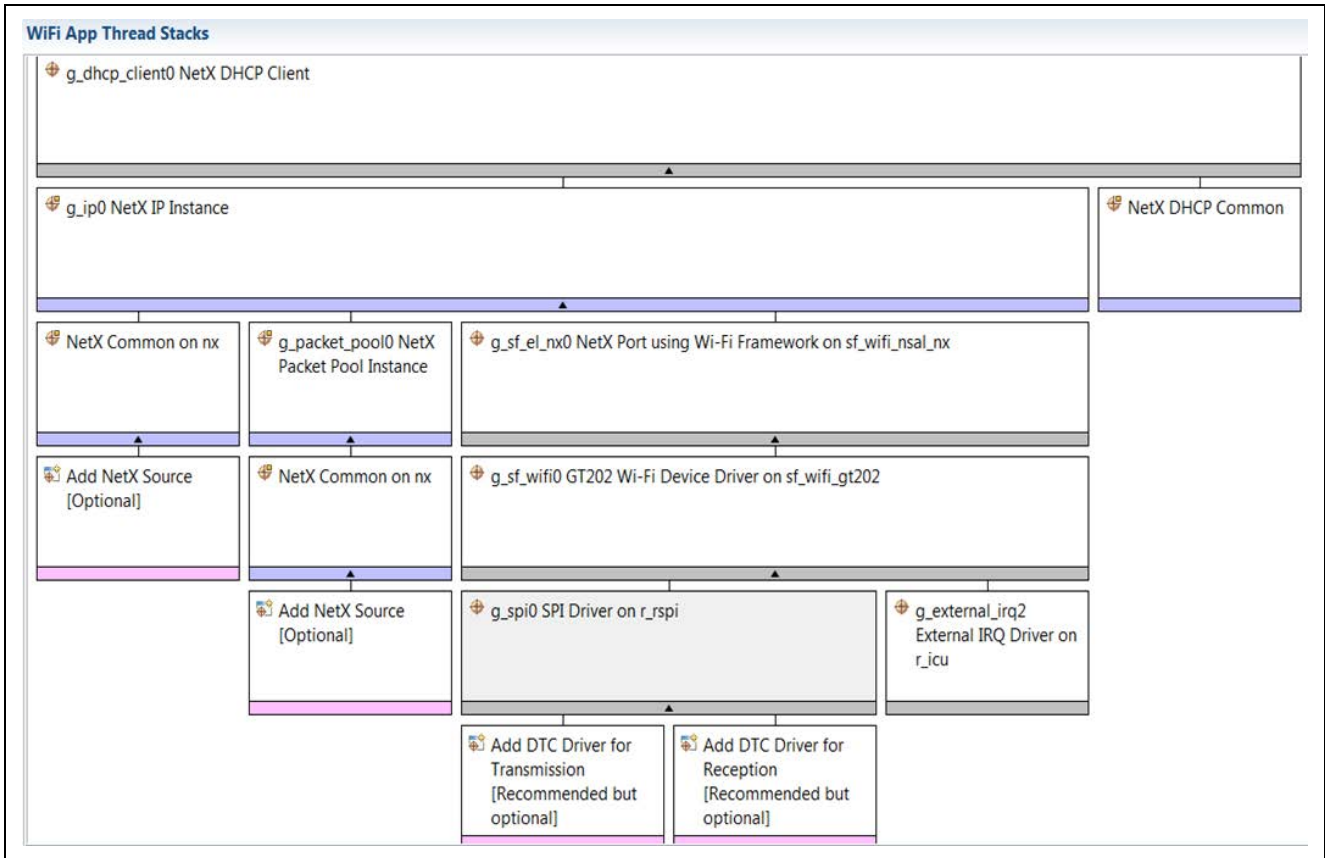 WiFi App Thread Stacks
g_dhcp_client0 NetX DHCP Client
g_ip0 NetX IP Instance
NetX DHCP Common
NetX Common on nx
g_packet_pool0 NetX
Packet Pool Instance
g_sf_el_nx0 NetX Port using Wi-Fi Framework on sf_wifi_nsal_nx
Add NetX Source
[Optional]
NetX Common on nx
g_sf_wifi0 GT202 Wi-Fi Device Driver on sf_wifi_gt202
Add NetX Source
[Optional]
g_spi0 SPI Driver on r_rspi
g_external_irq2
External IRQ Driver on
r_icu
Add DTC Driver for
Transmission
[Recommended but
optional]
Add DTC Driver for
Reception
[Recommended but
optional]